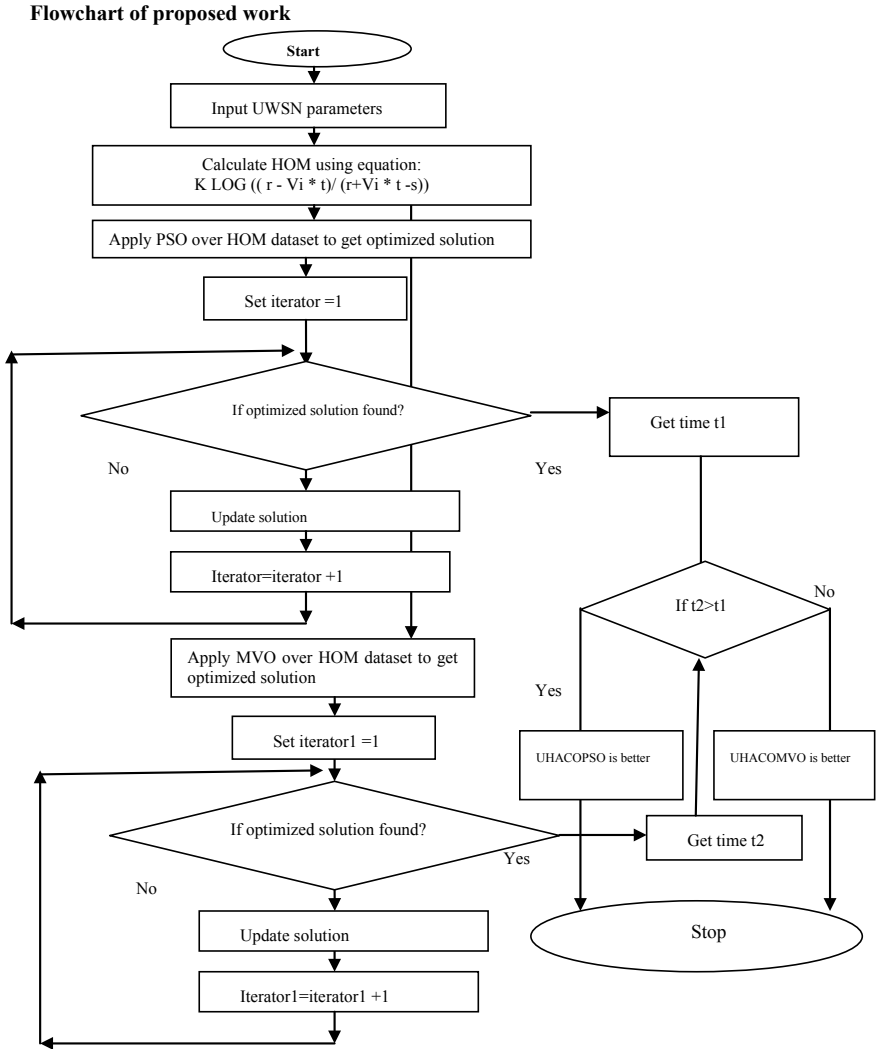 Flowchart of proposed work
Start
Input UWSN parameters
Calculate HOM using equation:
K LOG (( r - Vi * t)/ (r+Vi * t -s))
Apply PSO over HOM dataset to get optimized solution
Set iterator =1
If optimized solution found?
Get time t1
No
Yes
Update solution
Iterator=iterator +1
If t2>t1
No
Apply MVO over HOM dataset to get
optimized solution
Yes
Set iterator1 =1
UHACOPSO is better
UHACOMVO is better
If optimized solution found?
Get time t2
Yes
No
Update solution
Stop
Iterator1=iterator1 +1